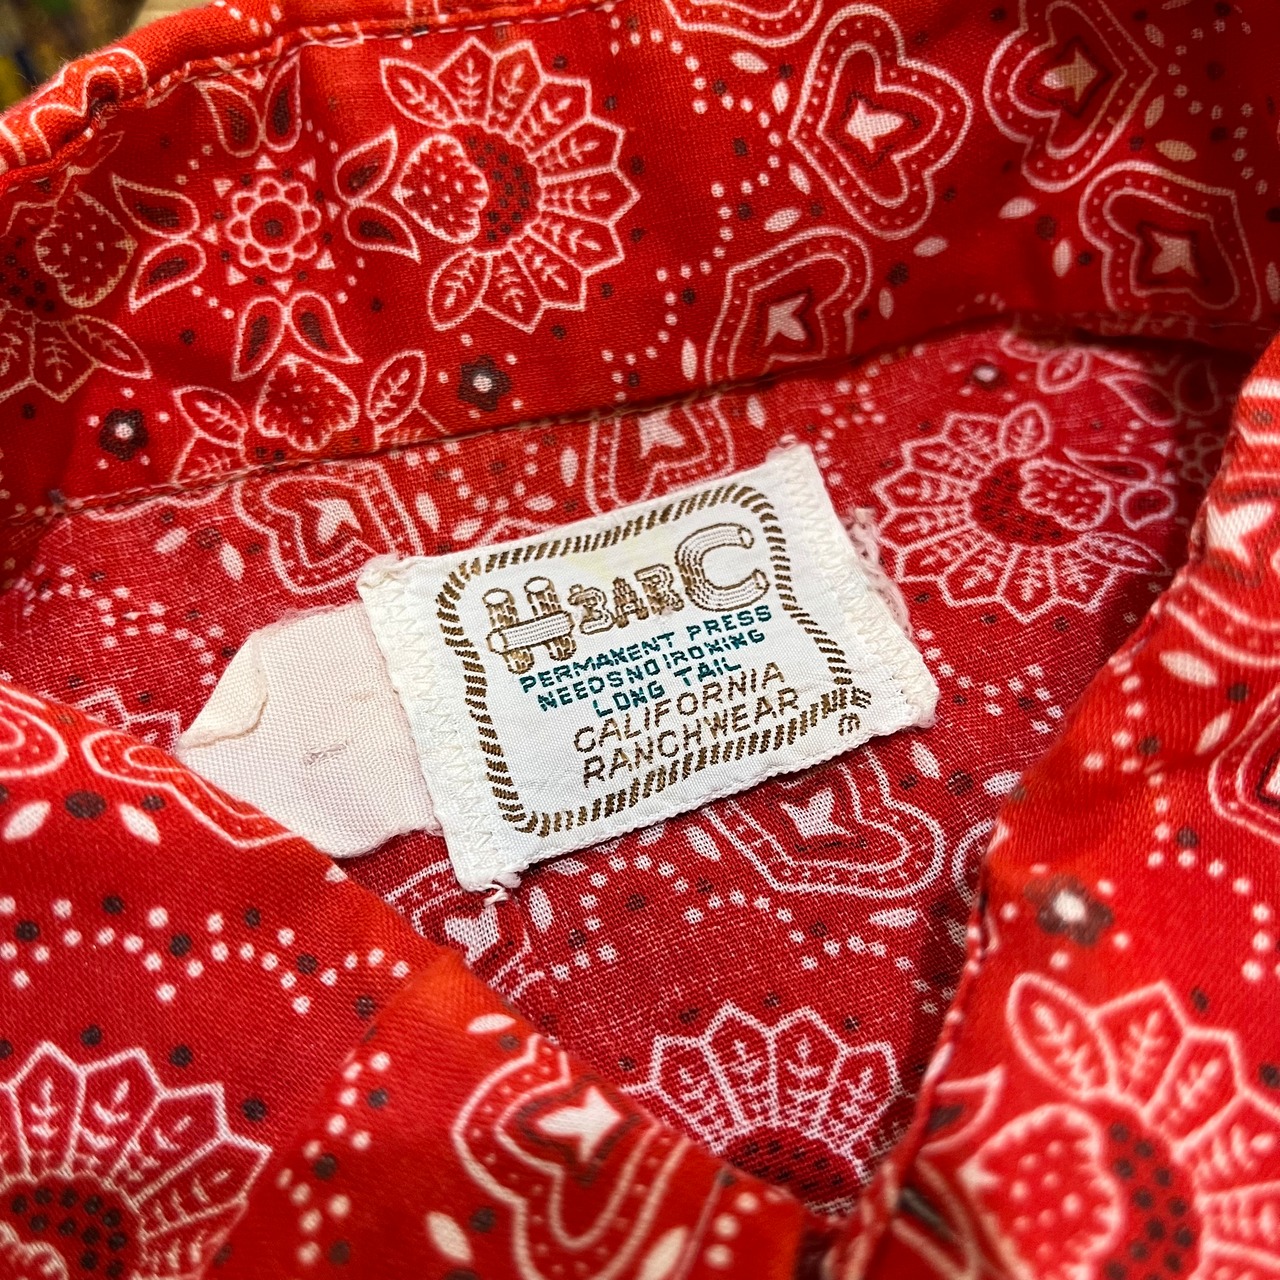 H BAR C
PERMANENT PRESS
NEEDS NO IRONING
LONG TAIL
CALIFORNIA
RANCHWEAR